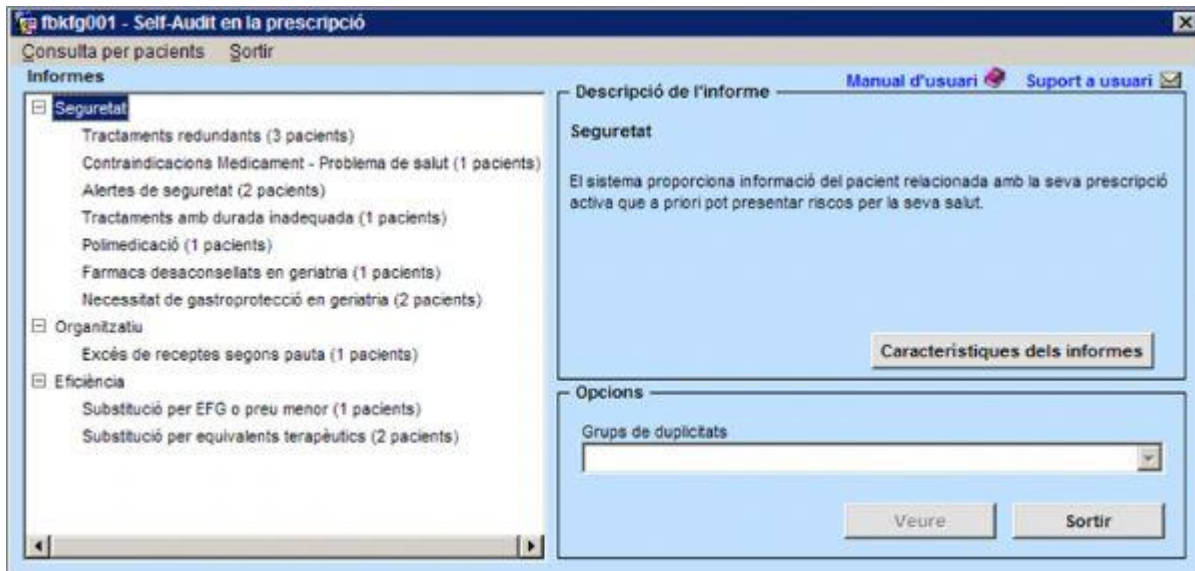 fbkfg001 - Self-Audit en la prescripció
Consulta per pacients Sortir
Informes
Manual d'usuari Suport a usuari
Seguretat
Tractaments redundants (3 pacients)
Contraindicacions Medicament - Problema de salut (1 pacients)
Alertes de seguretat (2 pacients)
Tractaments amb durada inadequada (1 pacients)
Polimedicació (1 pacients)
Farmacs desaconsellats en geriatria (1 pacients)
Necessitat de gastroprotecció en geriatria (2 pacients)
Organitzatiu
Excés de receptes segons pauta (1 pacients)
Eficiència
Substitució per EFG o preu menor (1 pacients)
Substitució per equivalents terapèutics (2 pacients)
Descripció de l'informe
Seguretat
El sistema proporciona informació del pacient relacionada amb la seva prescripció
activa que a priori pot presentar riscos per la seva salut.
Característiques dels informes
Opcions
Grups de duplicitats
Veure Sortir